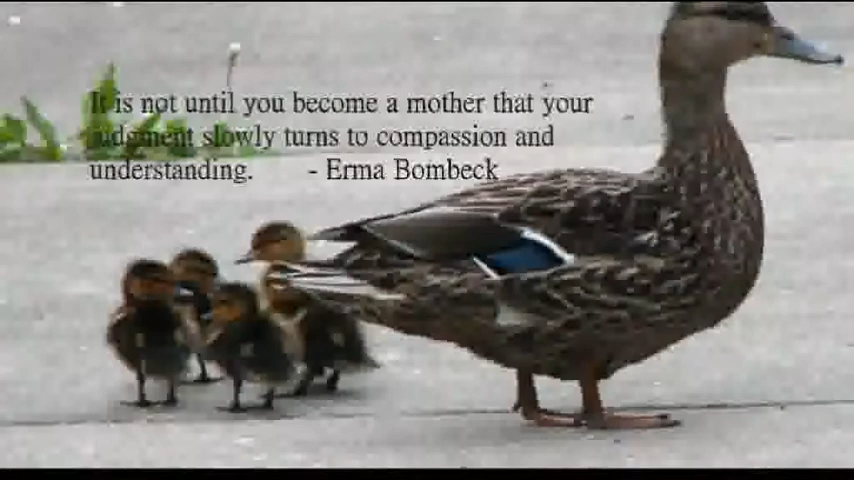 It is not until you become a mother that your
judgment slowly turns to compassion and
understanding. - Erma Bombeck